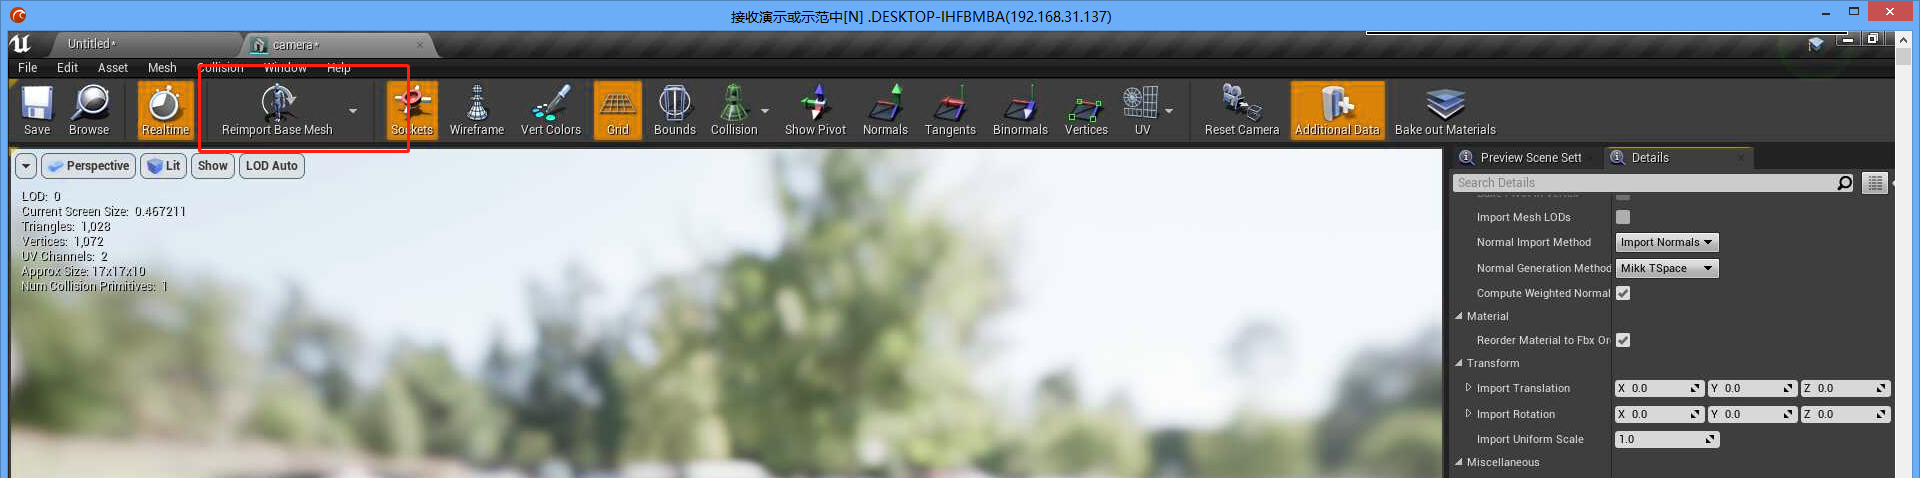 接收演示或示范中[N] .DESKTOP-IHFBMBA(192.168.31.137)
Untitled*
camera*
File Edit Asset Mesh Collision Window Help
Save Browse Realtime Reimport Base Mesh Sockets Wireframe Vert Colors Grid Bounds Collision Show Pivot Normals Tangents Binormals Vertices UV Reset Camera Additional Data Bake out Materials
Perspective Lit Show LOD Auto
LOD: 0
Current Screen Size: 0.467211
Triangles: 1,028
Vertices: 1,072
UV Channels: 2
Approx Size: 17x17x10
Num Collision Primitives: 1
Preview Scene Sett
Details
Search Details
Import Mesh LODs
Normal Import Method Import Normals
Normal Generation Method Mikk TSpace
Compute Weighted Normal
Material
Reorder Material to Fbx Or
Transform
Import Translation X 0.0 Y 0.0 Z 0.0
Import Rotation X 0.0 Y 0.0 Z 0.0
Import Uniform Scale 1.0
Miscellaneous